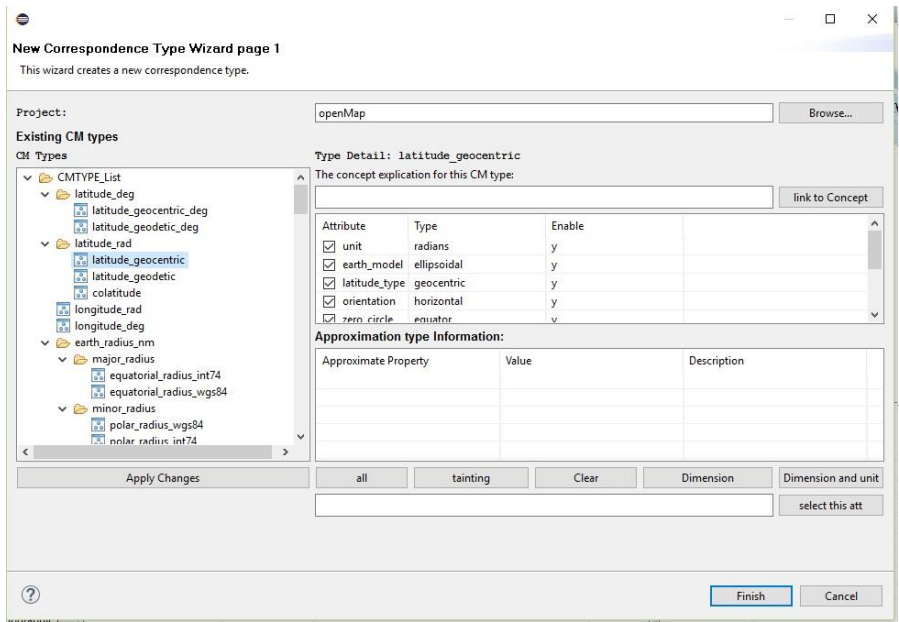 New Correspondence Type Wizard page 1
This wizard creates a new correspondence type.
Project:
openMap
Browse...
Existing CM types
CM Types
CMTYPE_List
latitude_deg
latitude_geocentric_deg
latitude_geodetic_deg
latitude_rad
latitude_geocentric
latitude_geodetic
colatitude
longitude_rad
longitude_deg
earth_radius_nm
major_radius
equatorial_radius_int74
equatorial_radius_wgs84
minor_radius
polar_radius_wgs84
polar_radius_int74
Apply Changes
Type Detail: latitude_geocentric
The concept explication for this CM type:
link to Concept
Attribute Type Enable
unit radians y
earth_model ellipsoidal y
latitude_type geocentric y
orientation horizontal y
zero_circle equator y
Approximation type Information:
Approximate Property Value Description
all tainting Clear Dimension Dimension and unit
select this att
Finish Cancel